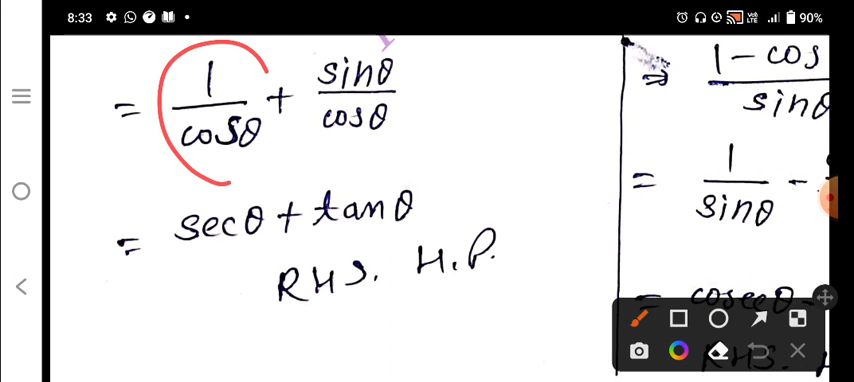 8:33
90%
= 1/cosθ + sinθ/cosθ
= secθ + tanθ
RHS. H.P.
⇒ 1 - cos / sinθ
= 1/sinθ -
= cosecθ -
RHS.